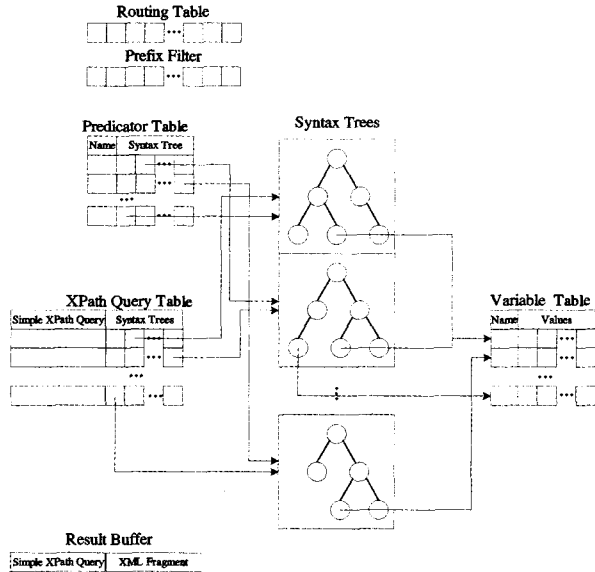 Routing Table
Prefix Filter
Predicator Table
Name Syntax Tree
Syntax Trees
XPath Query Table
Simple XPath Query Syntax Trees
Variable Table
Name Values
Result Buffer
Simple XPath Query XML Fragment